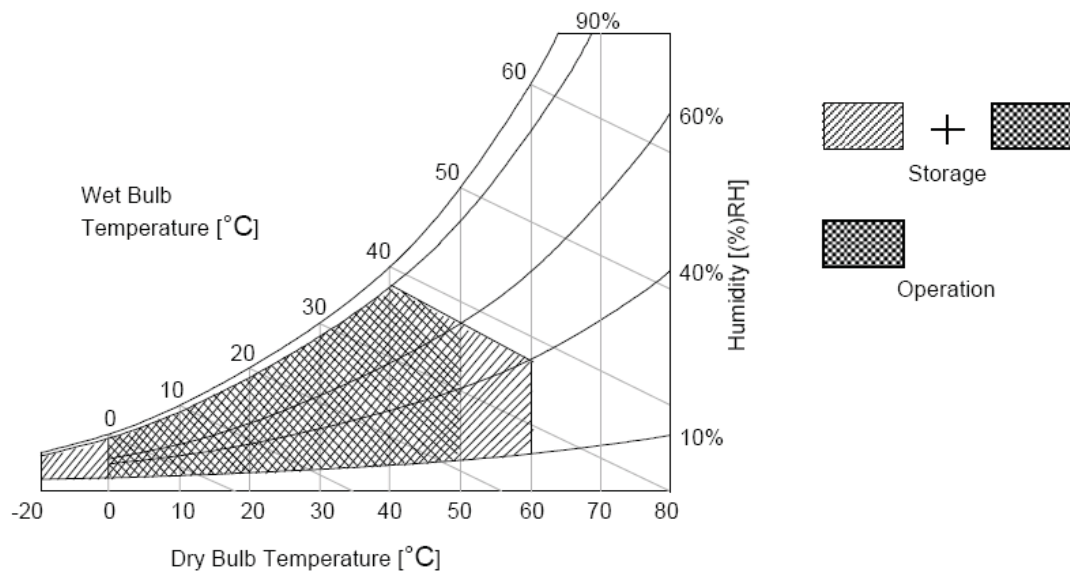 90%
60
60%
50
Storage
Wet Bulb
Temperature [°C]
Humidity [(%)RH]
40
40%
Operation
30
20
10
0
10%
-20 0 10 20 30 40 50 60 70 80
Dry Bulb Temperature [°C]